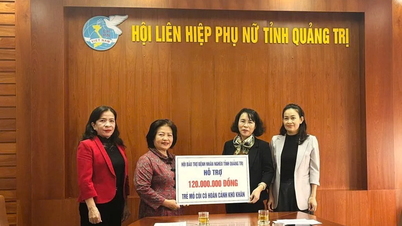 HỘI LIÊN HIỆP PHỤ NỮ TỈNH QUẢNG TRỊ
HỘI BẢO TRỢ BỆNH NHÂN NGHÈO TỈNH QUẢNG TRỊ
HỖ TRỢ
120.000.000 ĐỒNG
TRẺ MỒ CÔI CÓ HOÀN CẢNH KHÓ KHĂN